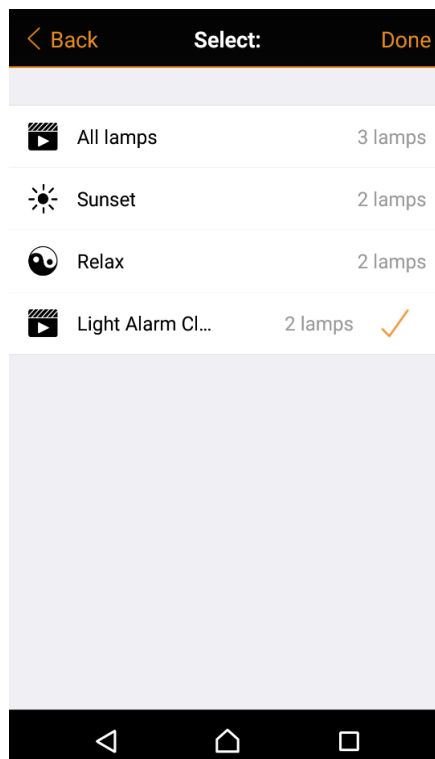 Back Select: Done
All lamps 3 lamps
Sunset 2 lamps
Relax 2 lamps
Light Alarm Cl... 2 lamps